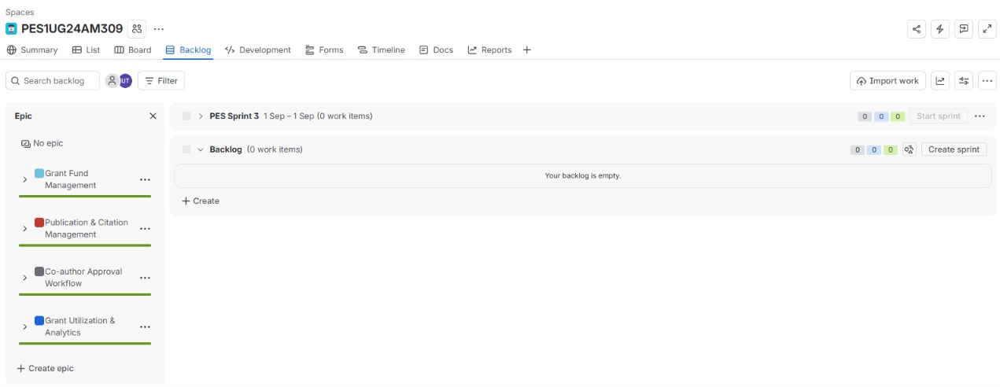 Spaces
PES1UG24AM309
Summary List Board Backlog Development Forms Timeline Docs Reports
Search backlog UT Filter Import work
Epic
No epic
Grant Fund
Management
Publication & Citation
Management
Co-author Approval
Workflow
Grant Utilization &
Analytics
Create epic
PES Sprint 3 1 Sep – 1 Sep (0 work items) 0 0 0 Start sprint
Backlog (0 work items) 0 0 0 Create sprint
Your backlog is empty.
Create